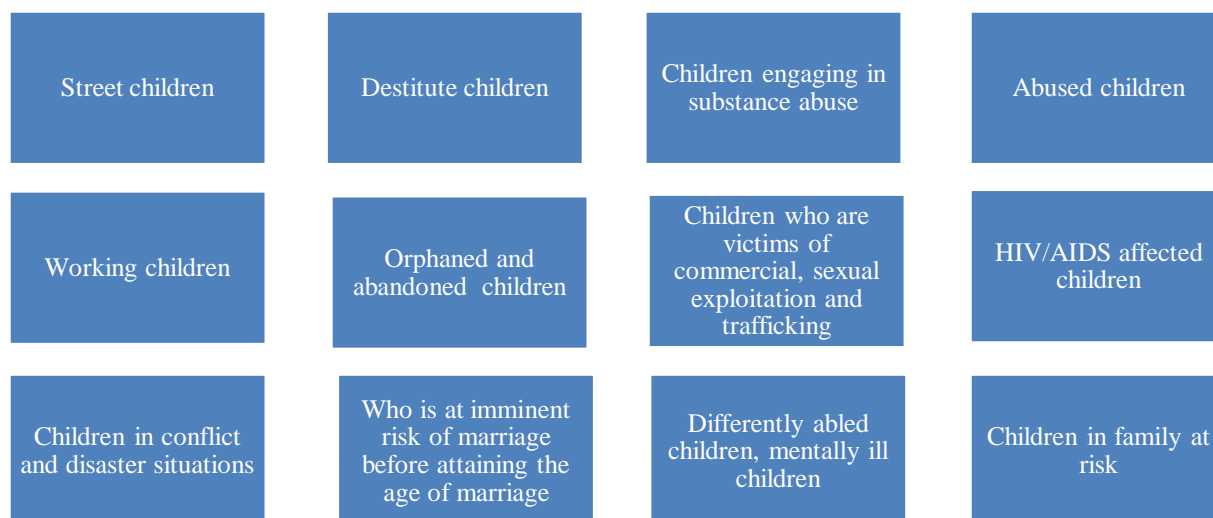 Street children
Destitute children
Children engaging in
substance abuse
Abused children
Working children
Orphaned and
abandoned children
Children who are
victims of
commercial, sexual
exploitation and
trafficking
HIV/AIDS affected
children
Children in conflict
and disaster situations
Who is at imminent
risk of marriage
before attaining the
age of marriage
Differently abled
children, mentally ill
children
Children in family at
risk